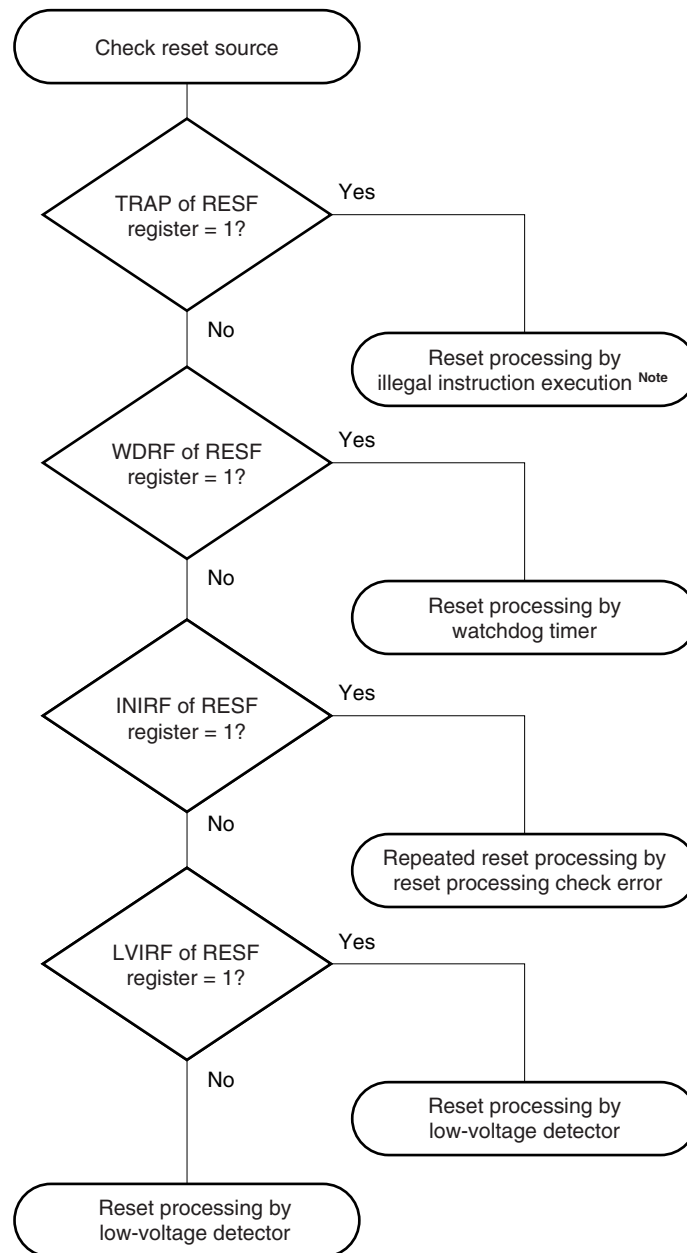 Check reset source
TRAP of RESF
register = 1?
Yes
No
Reset processing by
illegal instruction execution Note
WDRF of RESF
register = 1?
Yes
No
Reset processing by
watchdog timer
INIRF of RESF
register = 1?
Yes
No
Repeated reset processing by
reset processing check error
LVIRF of RESF
register = 1?
Yes
No
Reset processing by
low-voltage detector
Reset processing by
low-voltage detector